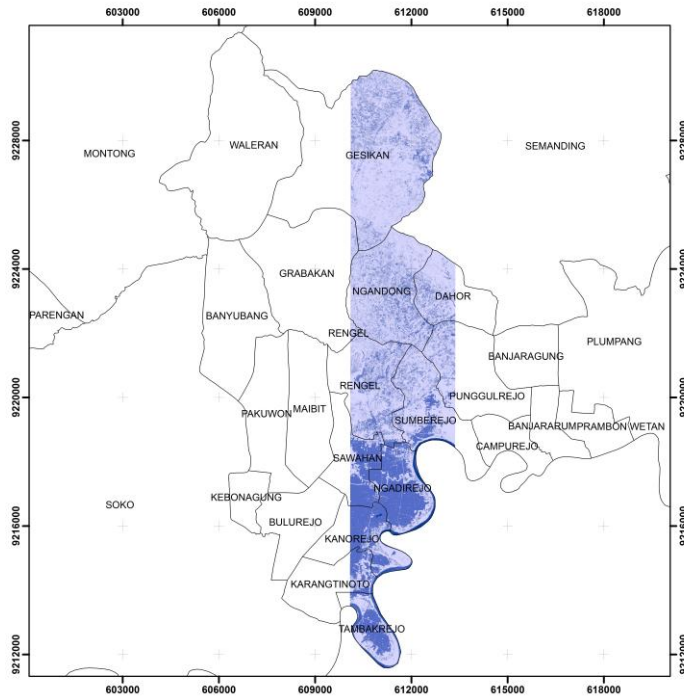 603000 606000 609000 612000 615000 618000
9228000 9228000
WALERAN
SEMANDING
MONTONG
GESIKAN
9224000 9224000
GRABAKAN
NGANDONG
DAHOR
PARENGAN
BANYUBANG
RENGEL
PLUMPANG
BANJARAGUNG
9220000 9220000
RENGEL
PUNGGULREJO
MAIBIT
PAKUWON
SUMBEREJO
BANJARARUM PRAMBON WETAN
CAMPUREJO
SAWAHAN
NGADIREJO
KEBONAGUNG
SOKO
9216000 9216000
BULUREJO
KANOREJO
KARANGTINOTO
TAMBAKREJO
9212000 9212000
603000 606000 609000 612000 615000 618000